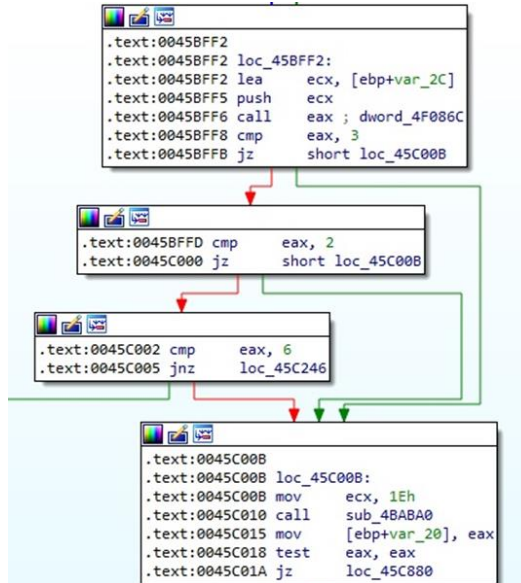 .text:0045BFF2
.text:0045BFF2 loc_45BFF2:
.text:0045BFF2 lea ecx, [ebp+var_2C]
.text:0045BFF5 push ecx
.text:0045BFF6 call eax ; dword_4F086C
.text:0045BFF8 cmp eax, 3
.text:0045BFFB jz short loc_45C00B
.text:0045BFFD cmp eax, 2
.text:0045C000 jz short loc_45C00B
.text:0045C002 cmp eax, 6
.text:0045C005 jnz loc_45C246
.text:0045C00B
.text:0045C00B loc_45C00B:
.text:0045C00B mov ecx, 1Eh
.text:0045C010 call sub_4BABA0
.text:0045C015 mov [ebp+var_20], eax
.text:0045C018 test eax, eax
.text:0045C01A jz loc_45C880